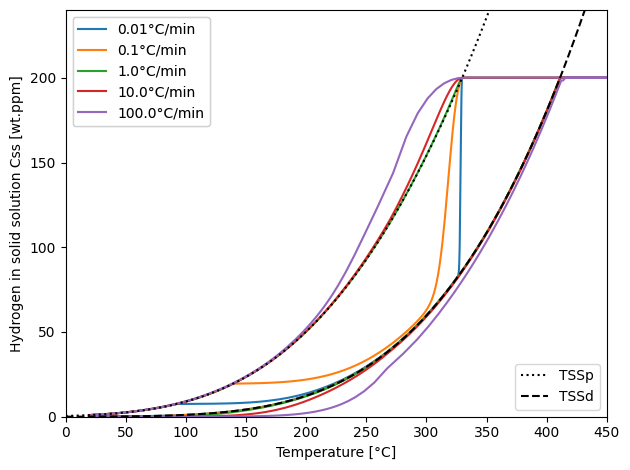 0.01°C/min
0.1°C/min
1.0°C/min
10.0°C/min
100.0°C/min
Hydrogen in solid solution Css [wt.ppm]
200
150
100
50
0
TSSp
TSSd
0 50 100 150 200 250 300 350 400 450
Temperature [°C]